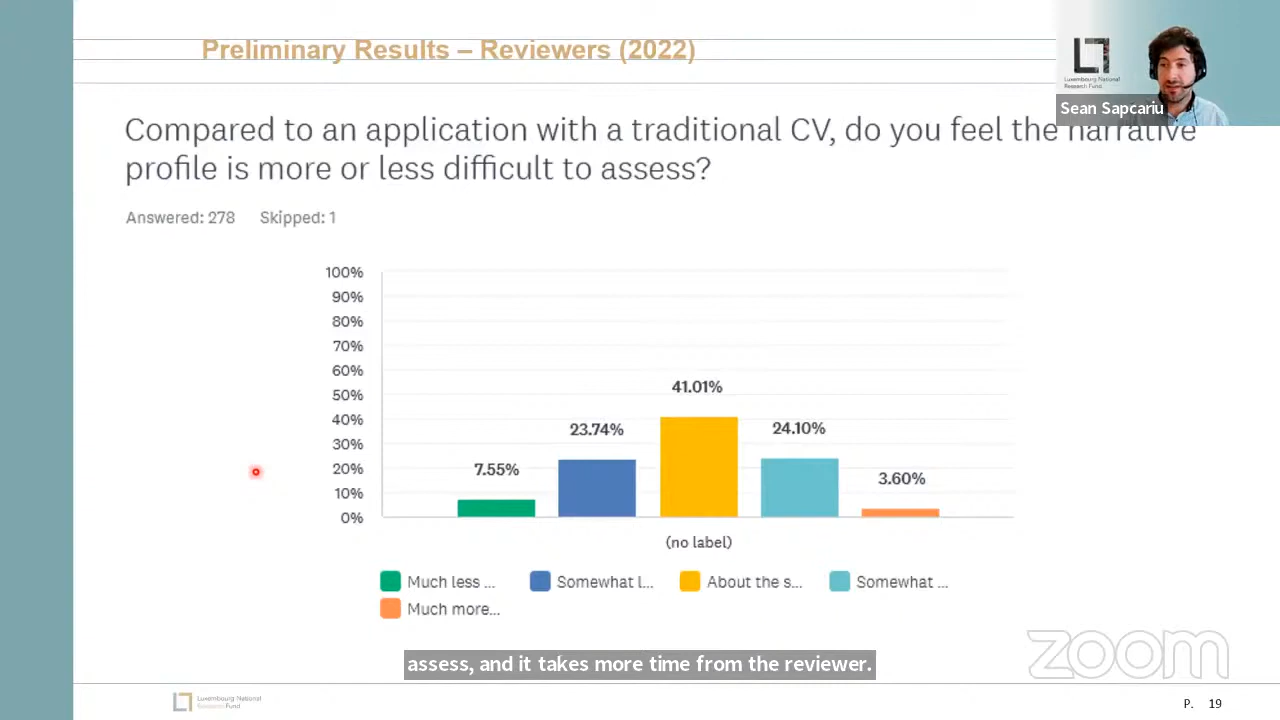 Preliminary Results – Reviewers (2022)
Luxembourg National
Research Fund
Sean Sapcariu
Compared to an application with a traditional CV, do you feel the narrative
profile is more or less difficult to assess?
Answered: 278 Skipped: 1
100%
90%
80%
70%
60%
50%
40%
30%
20%
10%
0%
7.55%
23.74%
41.01%
24.10%
3.60%
(no label)
Much less ... Somewhat l... About the s... Somewhat ...
Much more...
assess, and it takes more time from the reviewer.
zoom
Luxembourg National
Research Fund
P. 19